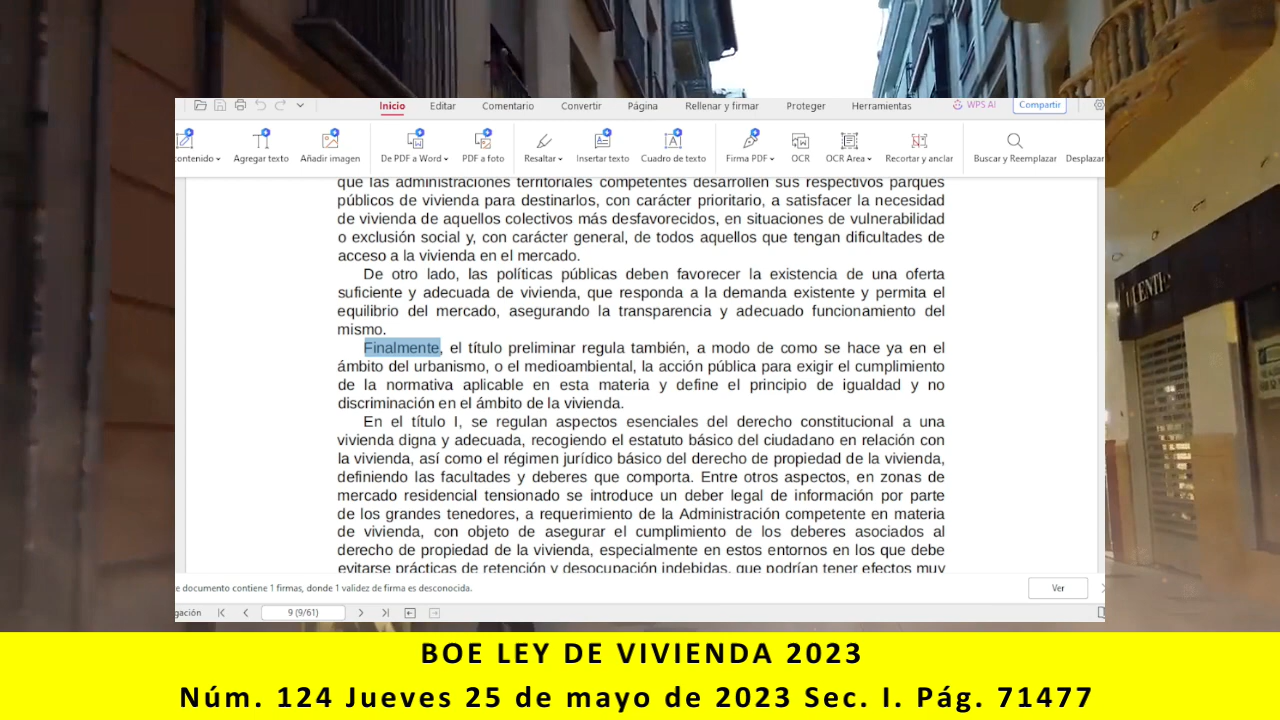 Inicio Editar Comentario Convertir Página Rellenar y firmar Proteger Herramientas WPS AI Compartir
contenido Agregar texto Añadir imagen De PDF a Word PDF a foto Resaltar Insertar texto Cuadro de texto Firma PDF OCR OCR Area Recortar y anclar Buscar y Reemplazar Desplazar
que las administraciones territoriales competentes desarrollen sus respectivos parques
públicos de vivienda para destinarlos, con carácter prioritario, a satisfacer la necesidad
de vivienda de aquellos colectivos más desfavorecidos, en situaciones de vulnerabilidad
o exclusión social y, con carácter general, de todos aquellos que tengan dificultades de
acceso a la vivienda en el mercado.
De otro lado, las políticas públicas deben favorecer la existencia de una oferta
suficiente y adecuada de vivienda, que responda a la demanda existente y permita el
equilibrio del mercado, asegurando la transparencia y adecuado funcionamiento del
mismo.
Finalmente, el título preliminar regula también, a modo de como se hace ya en el
ámbito del urbanismo, o el medioambiental, la acción pública para exigir el cumplimiento
de la normativa aplicable en esta materia y define el principio de igualdad y no
discriminación en el ámbito de la vivienda.
En el título I, se regulan aspectos esenciales del derecho constitucional a una
vivienda digna y adecuada, recogiendo el estatuto básico del ciudadano en relación con
la vivienda, así como el régimen jurídico básico del derecho de propiedad de la vivienda,
definiendo las facultades y deberes que comporta. Entre otros aspectos, en zonas de
mercado residencial tensionado se introduce un deber legal de información por parte
de los grandes tenedores, a requerimiento de la Administración competente en materia
de vivienda, con objeto de asegurar el cumplimiento de los deberes asociados al
derecho de propiedad de la vivienda, especialmente en estos entornos en los que debe
evitarse prácticas de retención y desocupación indebidas, que podrían tener efectos muy
e documento contiene 1 firmas, donde 1 validez de firma es desconocida. Ver
gación 9 (9/61)
BOE LEY DE VIVIENDA 2023
Núm. 124 Jueves 25 de mayo de 2023 Sec. I. Pág. 71477